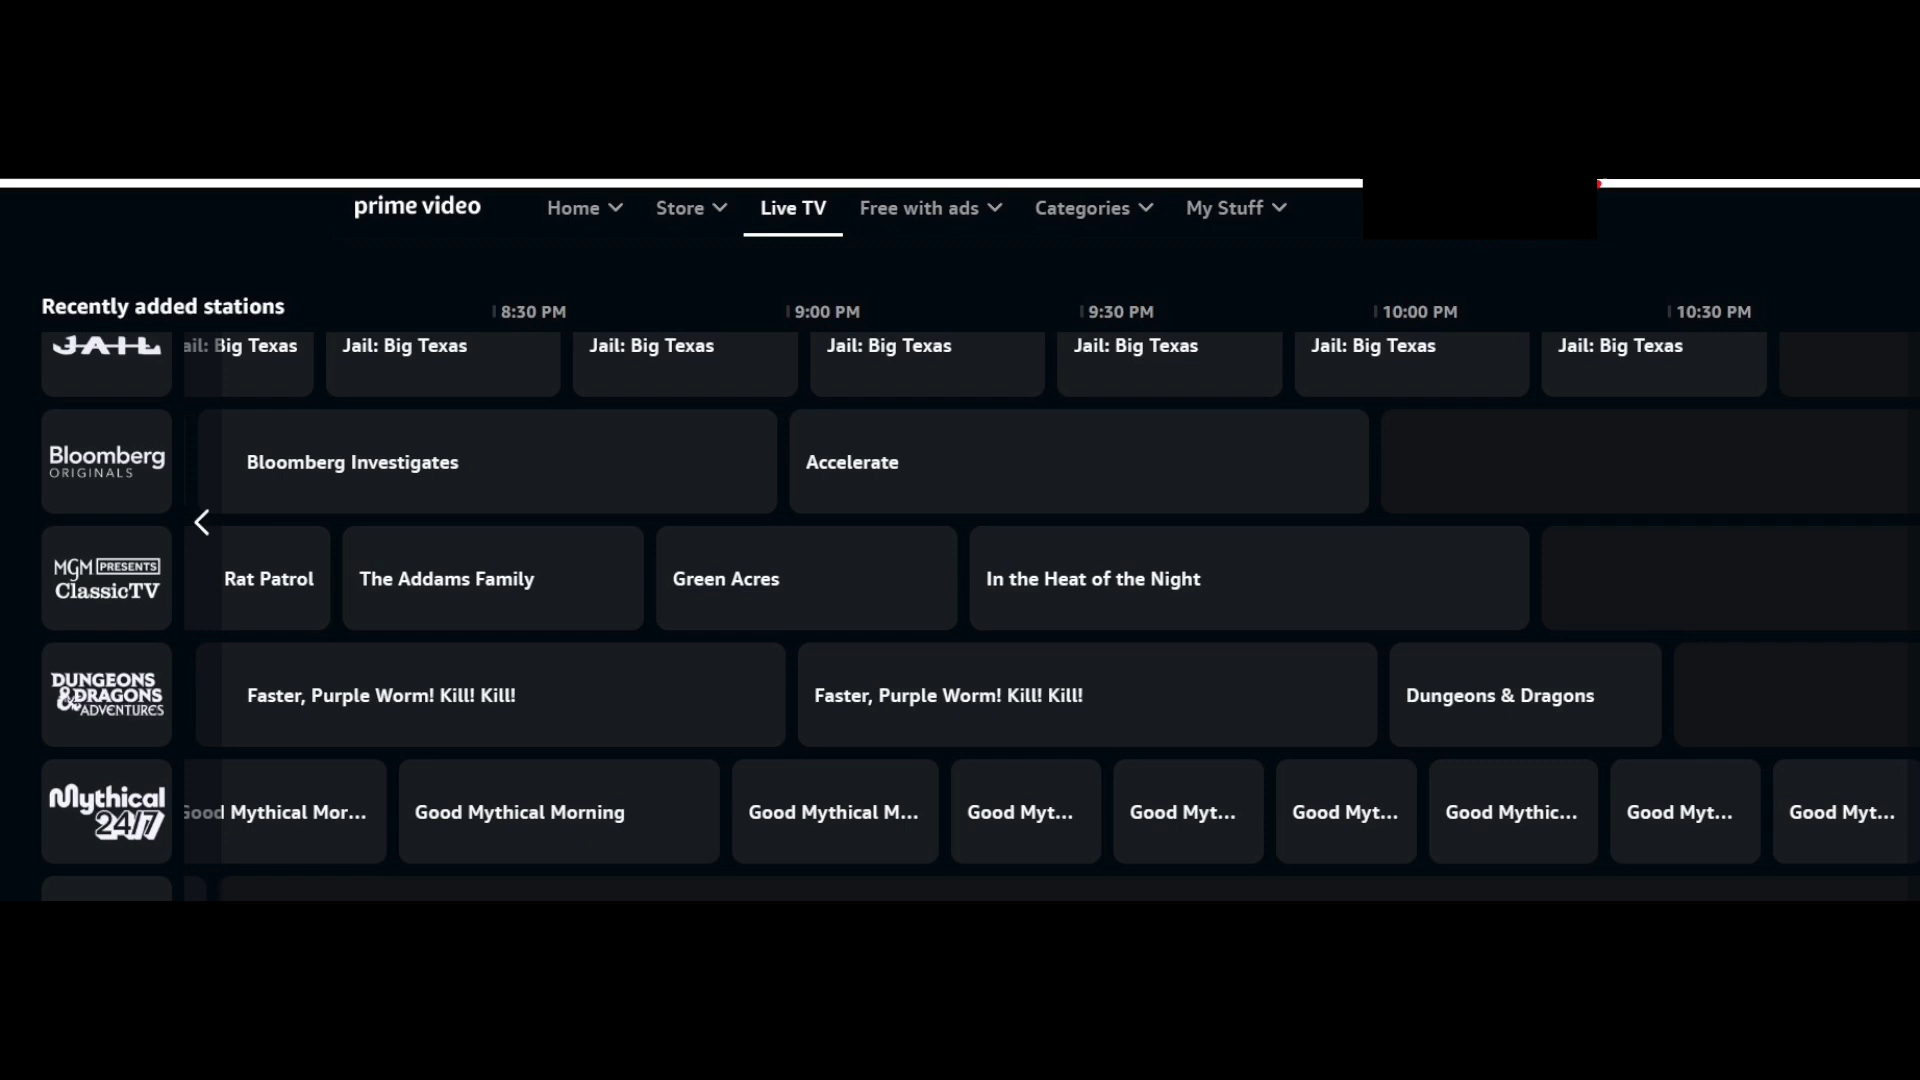 prime video Home Store Live TV Free with ads Categories My Stuff
Recently added stations 8:30 PM 9:00 PM 9:30 PM 10:00 PM 10:30 PM
JAIL ail: Big Texas Jail: Big Texas Jail: Big Texas Jail: Big Texas Jail: Big Texas Jail: Big Texas Jail: Big Texas
Bloomberg
ORIGINALS
Bloomberg Investigates Accelerate
MGM PRESENTS
ClassicTV
Rat Patrol The Addams Family Green Acres In the Heat of the Night
DUNGEONS
& DRAGONS
ADVENTURES
Faster, Purple Worm! Kill! Kill! Faster, Purple Worm! Kill! Kill! Dungeons & Dragons
Mythical
24/7
Good Mythical Mor... Good Mythical Morning Good Mythical M... Good Myt... Good Myt... Good Myt... Good Mythic... Good Myt... Good Myt...